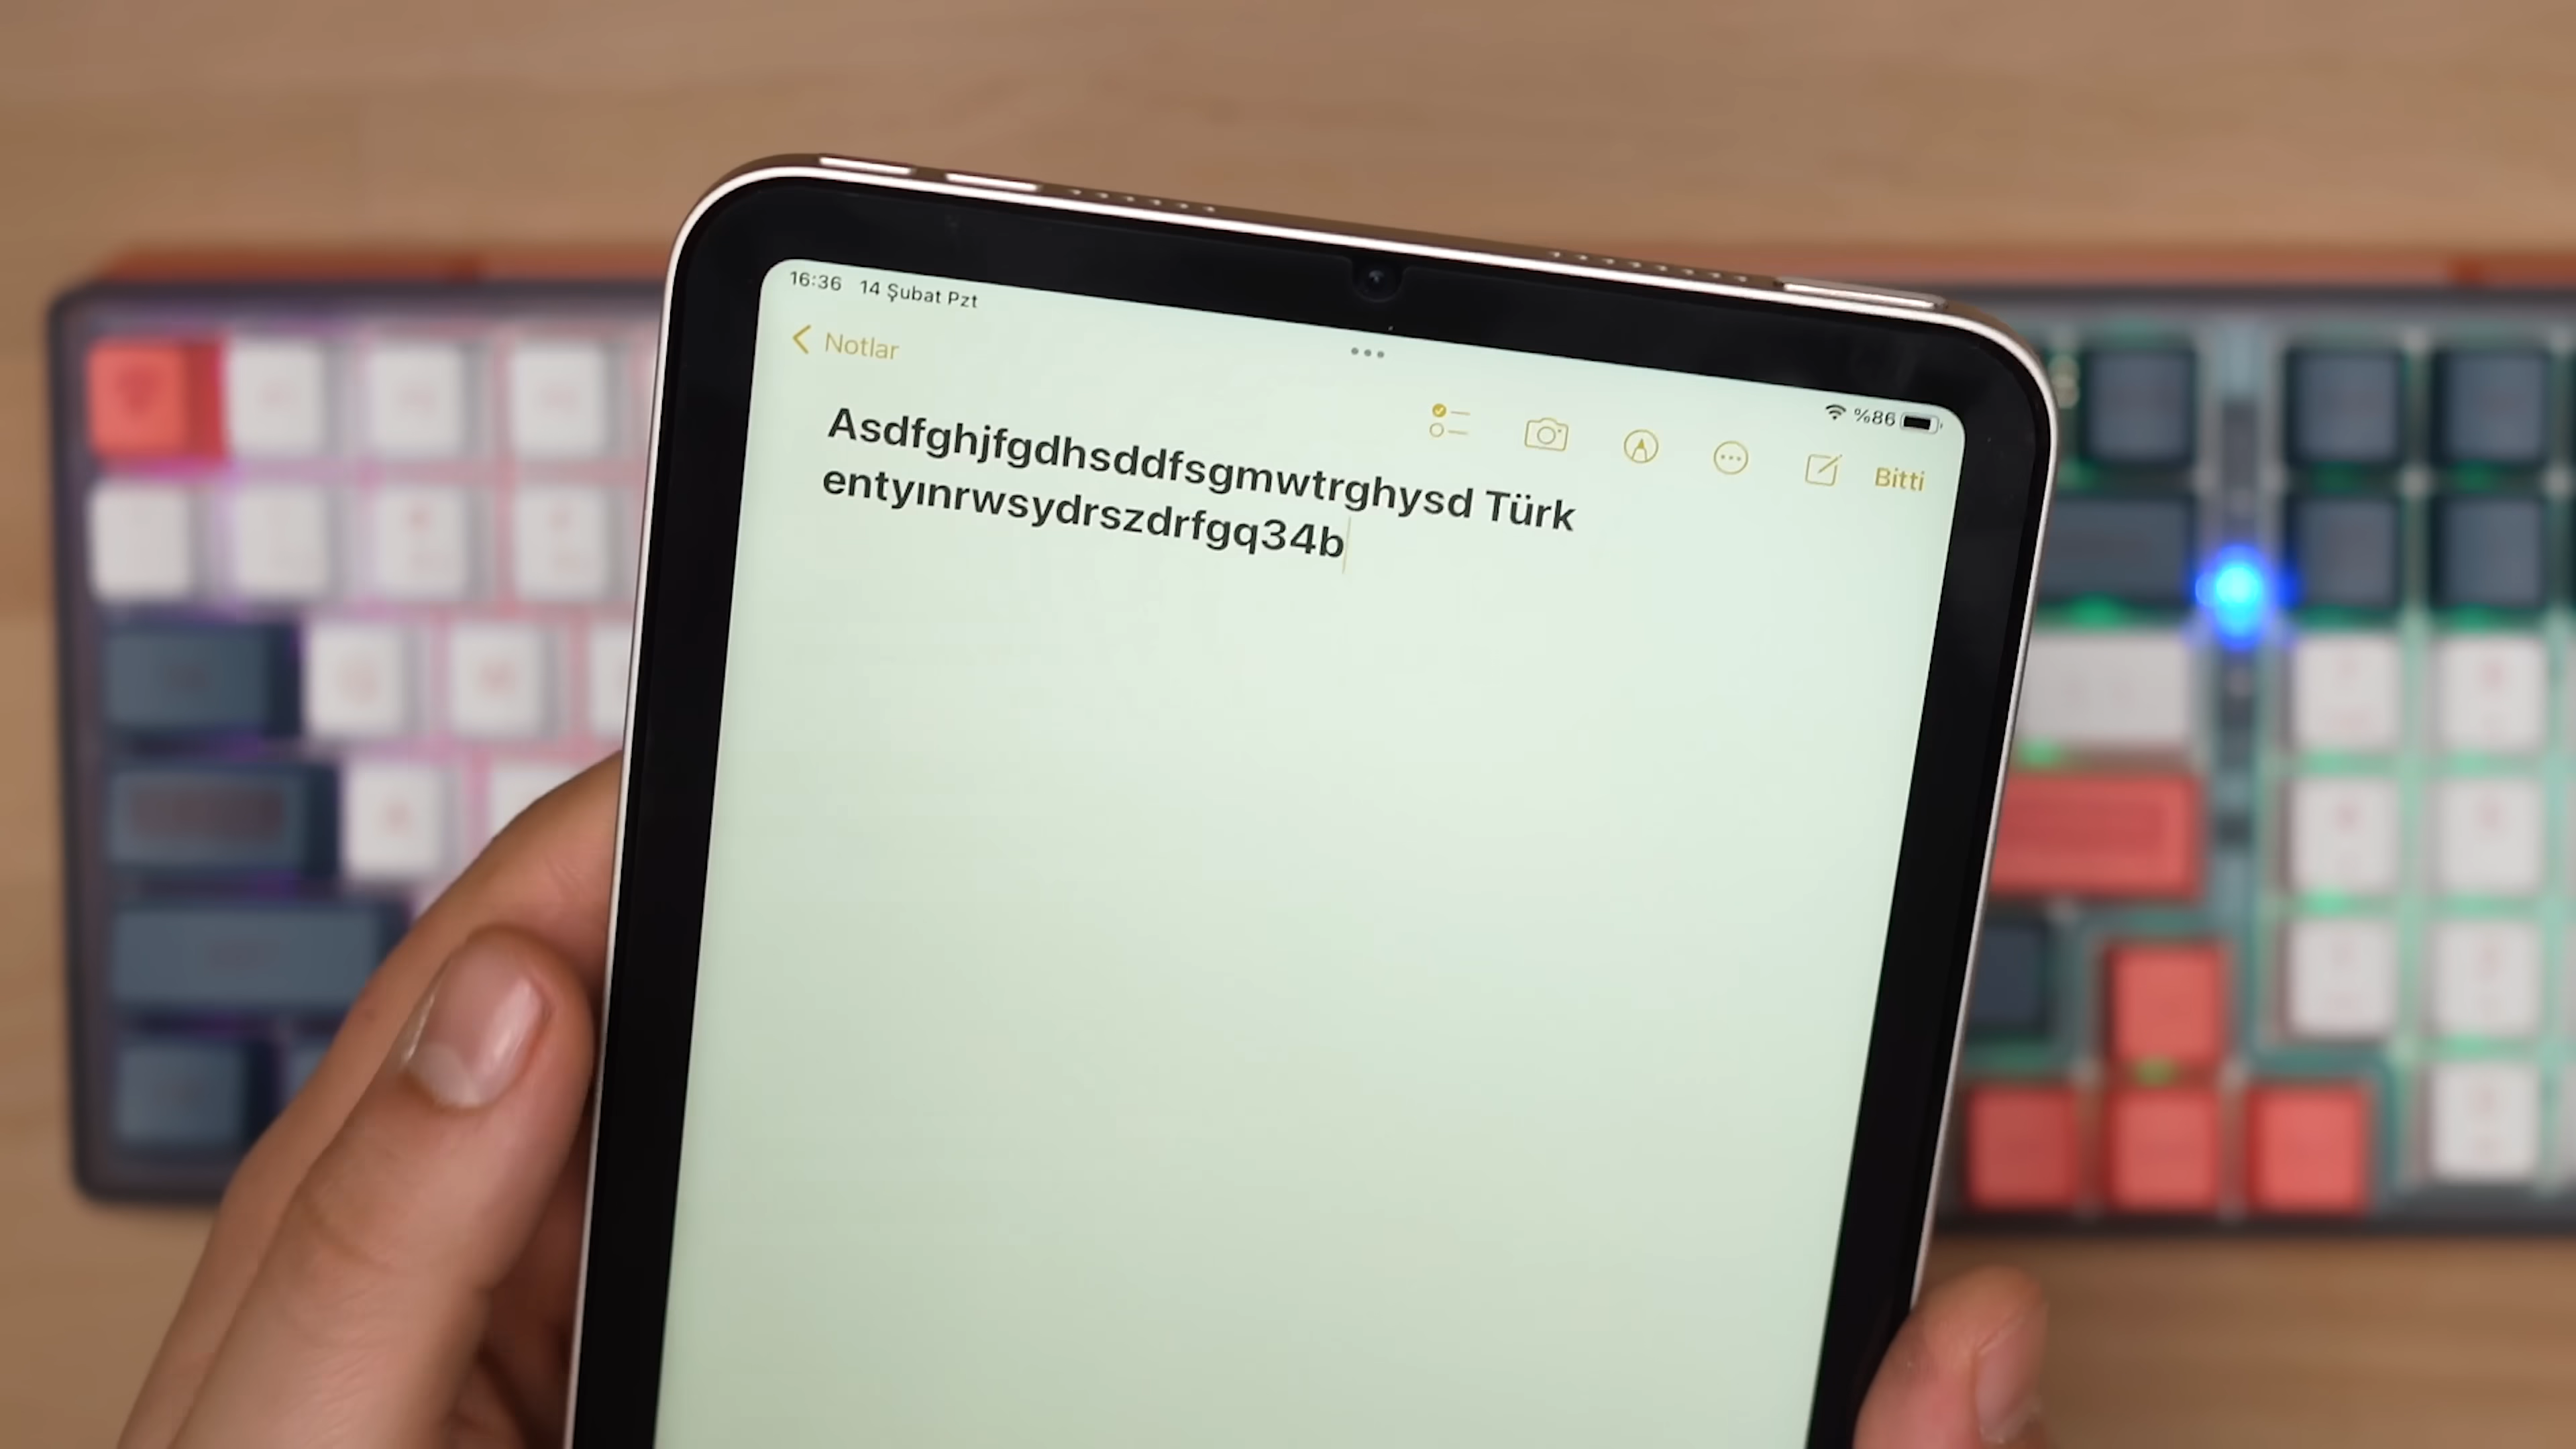 16:36 14 Şubat Pzt
%86
Notlar
Bitti
Asdfghjfgdhsddfsgmwtrghysd Türk
entyınrwsydrszdrfgq34b